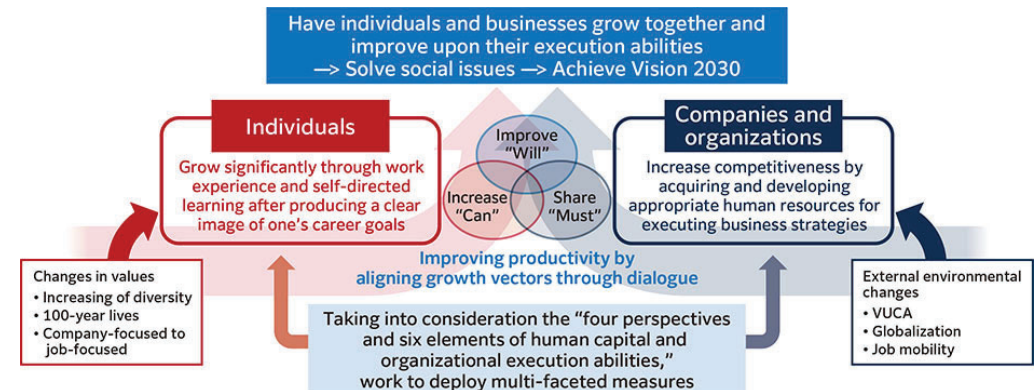 Have individuals and businesses grow together and
improve upon their execution abilities
—> Solve social issues —> Achieve Vision 2030
Individuals
Grow significantly through work
experience and self-directed
learning after producing a clear
image of one's career goals
Improve
"Will"
Increase
"Can"
Share
"Must"
Companies and
organizations
Increase competitiveness by
acquiring and developing
appropriate human resources for
executing business strategies
Improving productivity by
aligning growth vectors through dialogue
Changes in values
• Increasing of diversity
• 100-year lives
• Company-focused to
job-focused
External environmental
changes
• VUCA
• Globalization
• Job mobility
Taking into consideration the "four perspectives
and six elements of human capital and
organizational execution abilities,"
work to deploy multi-faceted measures